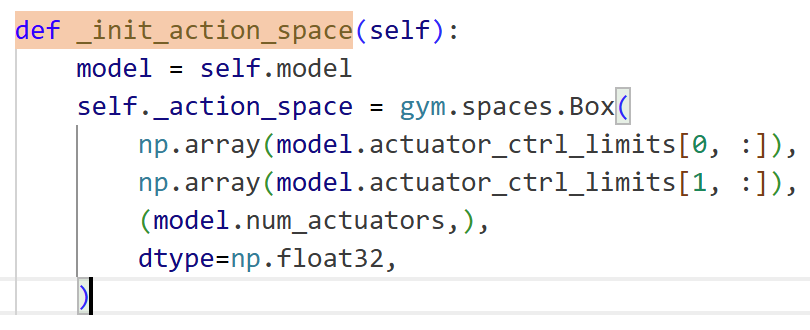 def _init_action_space(self):
    model = self.model
    self._action_space = gym.spaces.Box(
        np.array(model.actuator_ctrl_limits[0, :]),
        np.array(model.actuator_ctrl_limits[1, :]),
        (model.num_actuators,),
        dtype=np.float32,
    )